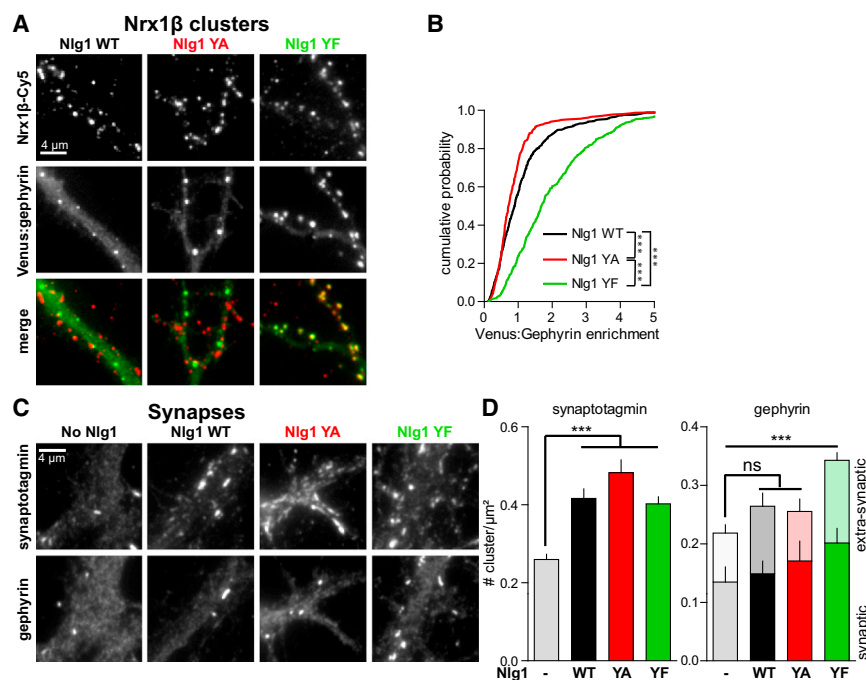 A
Nrx1β clusters
Nlg1 WT Nlg1 YA Nlg1 YF
Nrx1β-Cy5
4 µm
Venus:gephyrin
merge
B
cumulative probability
1.0
0.8
0.6
0.4
0.2
0.0
0 1 2 3 4 5
Venus:Gephyrin enrichment
Nlg1 WT
Nlg1 YA
Nlg1 YF
***
***
***
C
Synapses
No Nlg1 Nlg1 WT Nlg1 YA Nlg1 YF
4 µm
synaptotagmin
gephyrin
D
synaptotagmin
# cluster/µm²
0.6
0.4
0.2
0.0
***
Nlg1 - WT YA YF
gephyrin
0.4
0.3
0.2
0.1
0.0
***
ns
extra-synaptic
synaptic
- WT YA YF